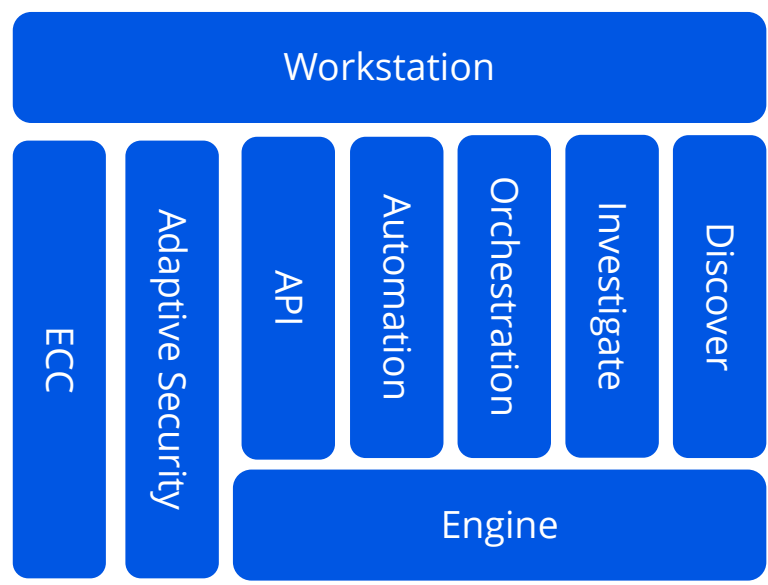 Workstation
ECC
Adaptive Security
API
Automation
Orchestration
Investigate
Discover
Engine